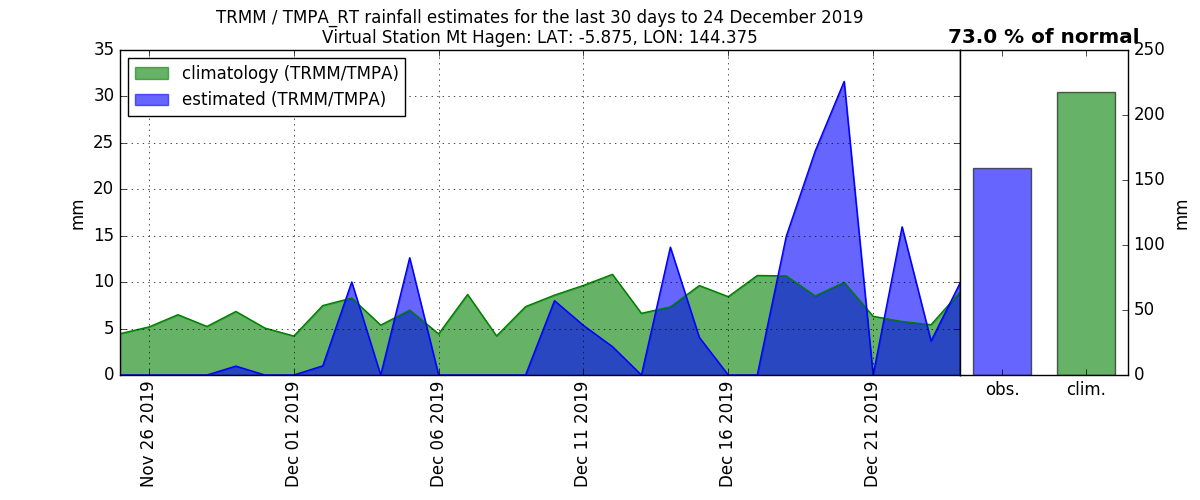 TRMM / TMPA_RT rainfall estimates for the last 30 days to 24 December 2019
Virtual Station Mt Hagen: LAT: -5.875, LON: 144.375
73.0 % of normal
climatology (TRMM/TMPA)
estimated (TRMM/TMPA)
35
30
25
20
15
10
5
0
mm
Nov 26 2019
Dec 01 2019
Dec 06 2019
Dec 11 2019
Dec 16 2019
Dec 21 2019
250
200
150
100
50
0
mm
obs.
clim.